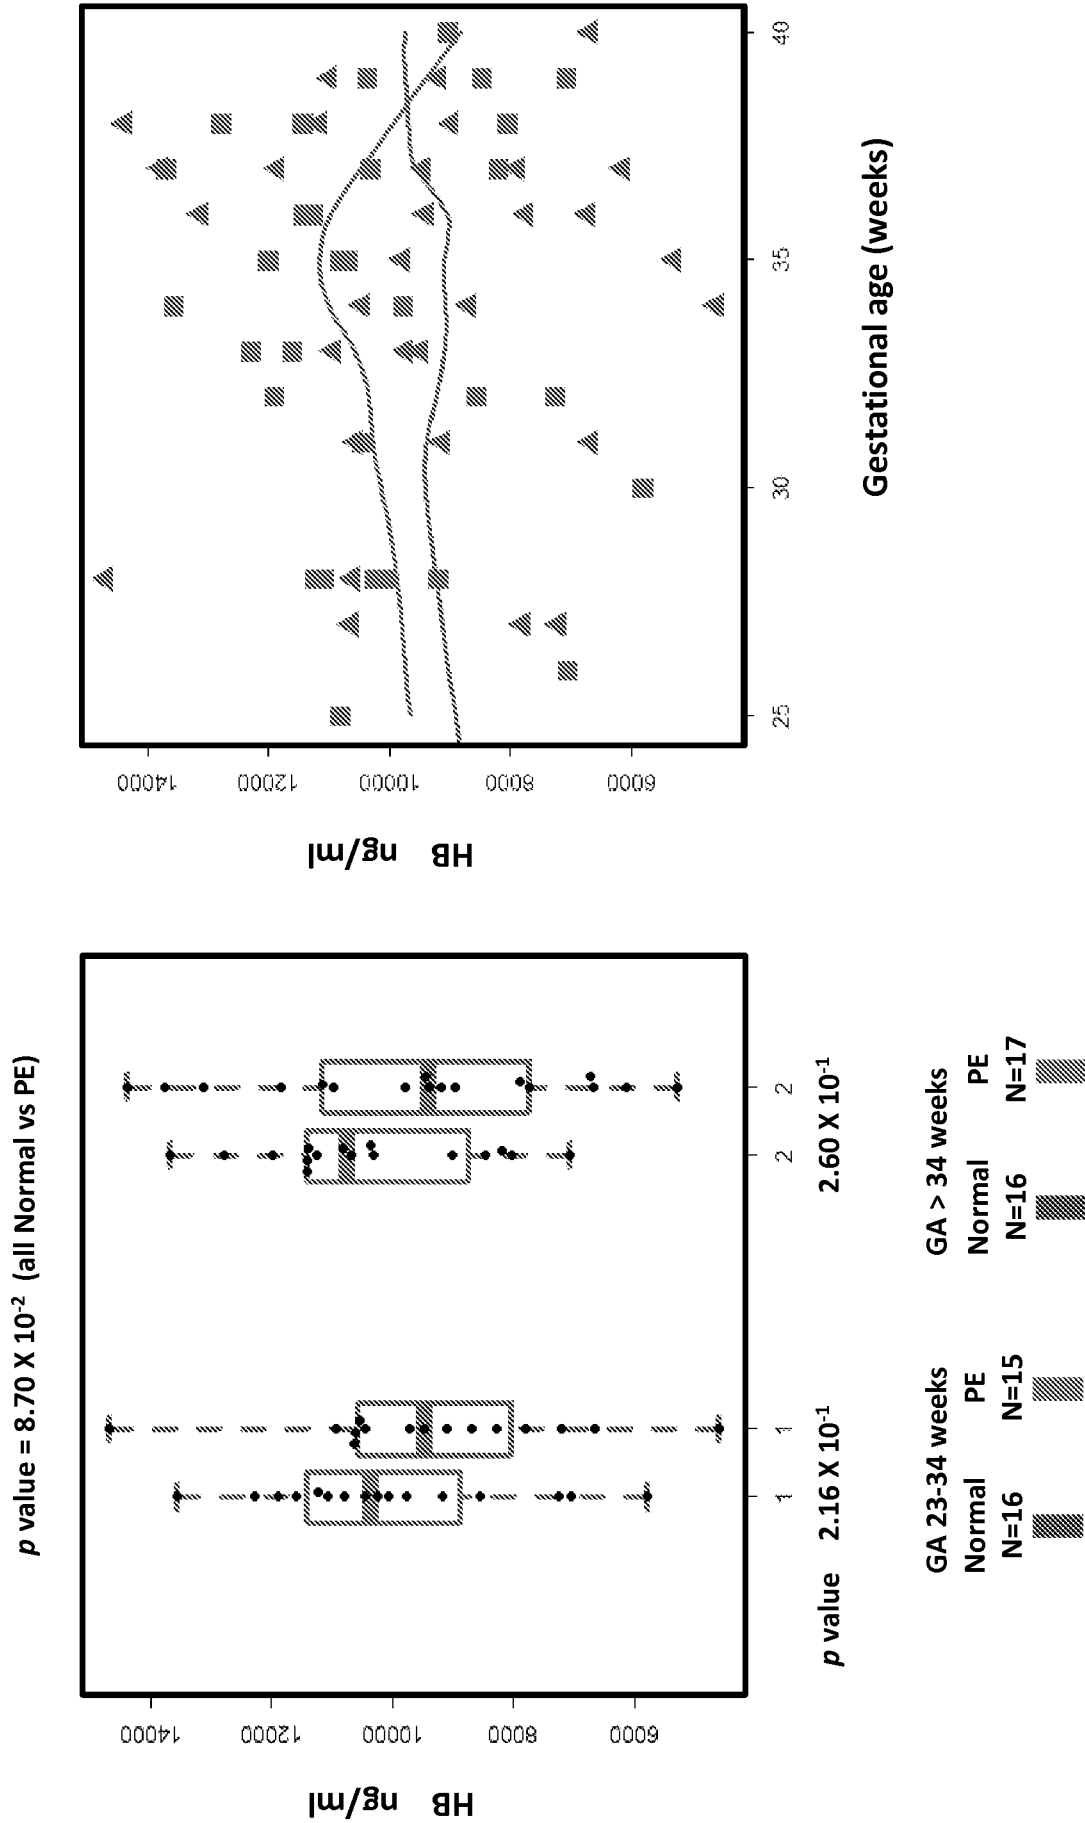 p value = 8.70 X 10-2 (all Normal vs PE)
HB ng/ml
14000
12000
10000
8000
6000
1
1
2
2
p value 2.16 X 10-1
2.60 X 10-1
GA 23-34 weeks
Normal PE
N=16 N=15
GA > 34 weeks
Normal PE
N=16 N=17
HB ng/ml
14000
12000
10000
8000
6000
25
30
35
40
Gestational age (weeks)